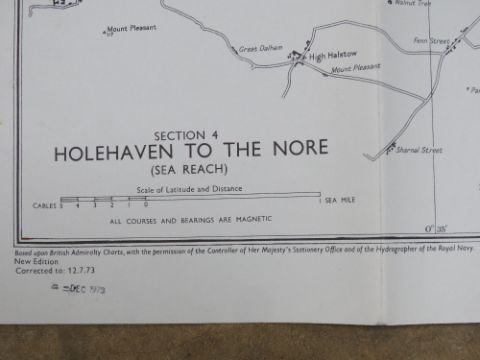 Walnut Tree
Mount Pleasant
Fenn Street
Great Dalham
High Halstow
Mount Pleasant
Sharnal Street
SECTION 4
HOLEHAVEN TO THE NORE
(SEA REACH)
Scale of Latitude and Distance
CABLES 5 4 3 2 1 0 1 SEA MILE
ALL COURSES AND BEARINGS ARE MAGNETIC
0° 35'
Based upon British Admiralty Charts, with the permission of the Controller of Her Majesty's Stationery Office and of the Hydrographer of the Royal Navy.
New Edition
Corrected to: 12.7.73
DEC 1973